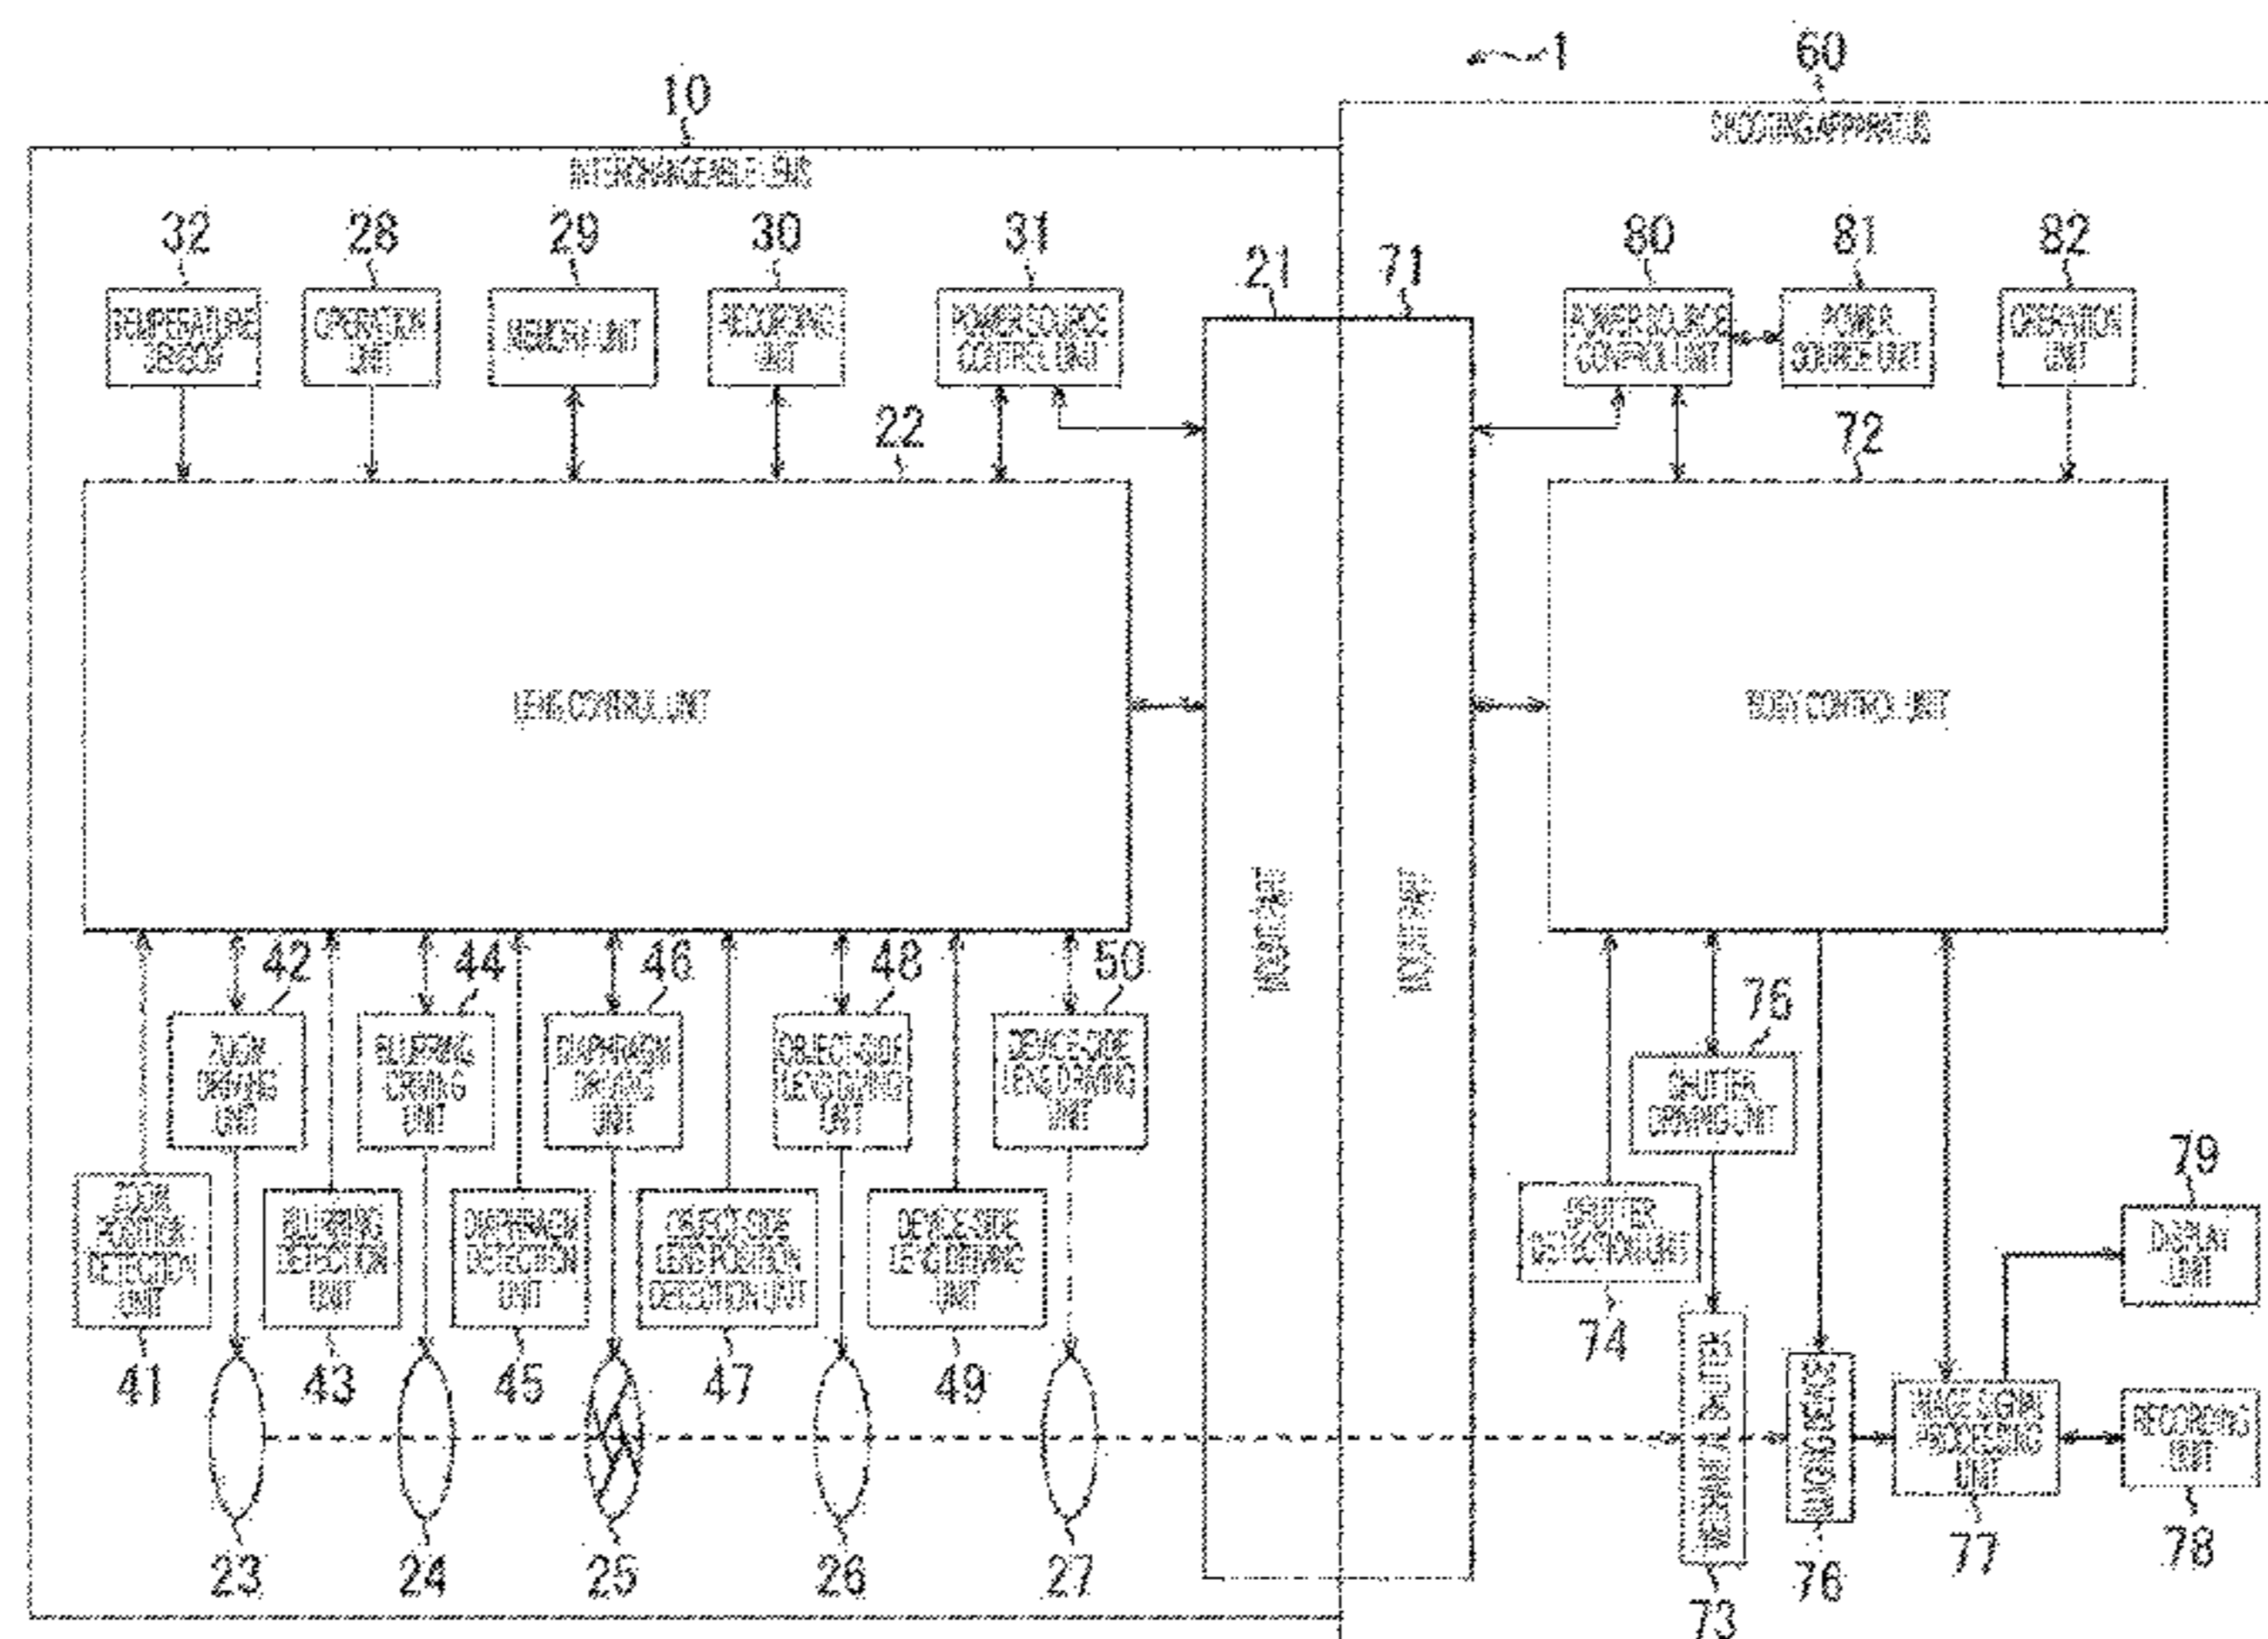 1
60
10
SHOOTING APPARATUS
INTERCHANGEABLE LENS
32
28
29
30
31
21
71
80
81
82
TEMPERATURE
SENSOR
OPERATION
UNIT
MEMORY UNIT
RECORDING
UNIT
POWER SOURCE
CONTROL UNIT
POWER SOURCE
CONTROL UNIT
POWER
SOURCE UNIT
OPERATION
UNIT
22
72
LENS CONTROL UNIT
BODY CONTROL UNIT
MOUNT PART
MOUNT PART
42
44
46
48
50
75
ZOOM
DRIVING
UNIT
BLURRING
DRIVING
UNIT
DIAPHRAGM
DRIVING
UNIT
OBJECT-SIDE
LENS DRIVING
UNIT
DEVICE-SIDE
LENS DRIVING
UNIT
SHUTTER
DRIVING UNIT
79
ZOOM
POSITION
DETECTION
UNIT
BLURRING
DETECTION
UNIT
DIAPHRAGM
DETECTION
UNIT
OBJECT-SIDE
LENS POSITION
DETECTION UNIT
DEVICE-SIDE
LENS DRIVING
UNIT
SHUTTER
DETECTION UNIT
DISPLAY
UNIT
41
43
45
47
49
74
MECHANICAL SHUTTER
IMAGE SIGNAL
PROCESSING
UNIT
RECORDING
UNIT
23
24
25
26
27
73
76
77
78